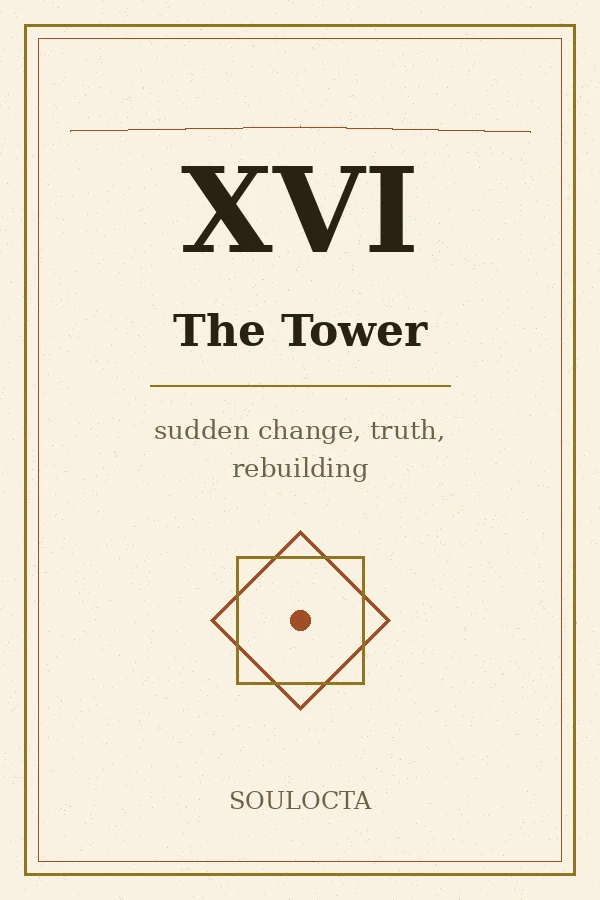 XVI
The Tower
sudden change, truth,
rebuilding
SOULOCTA